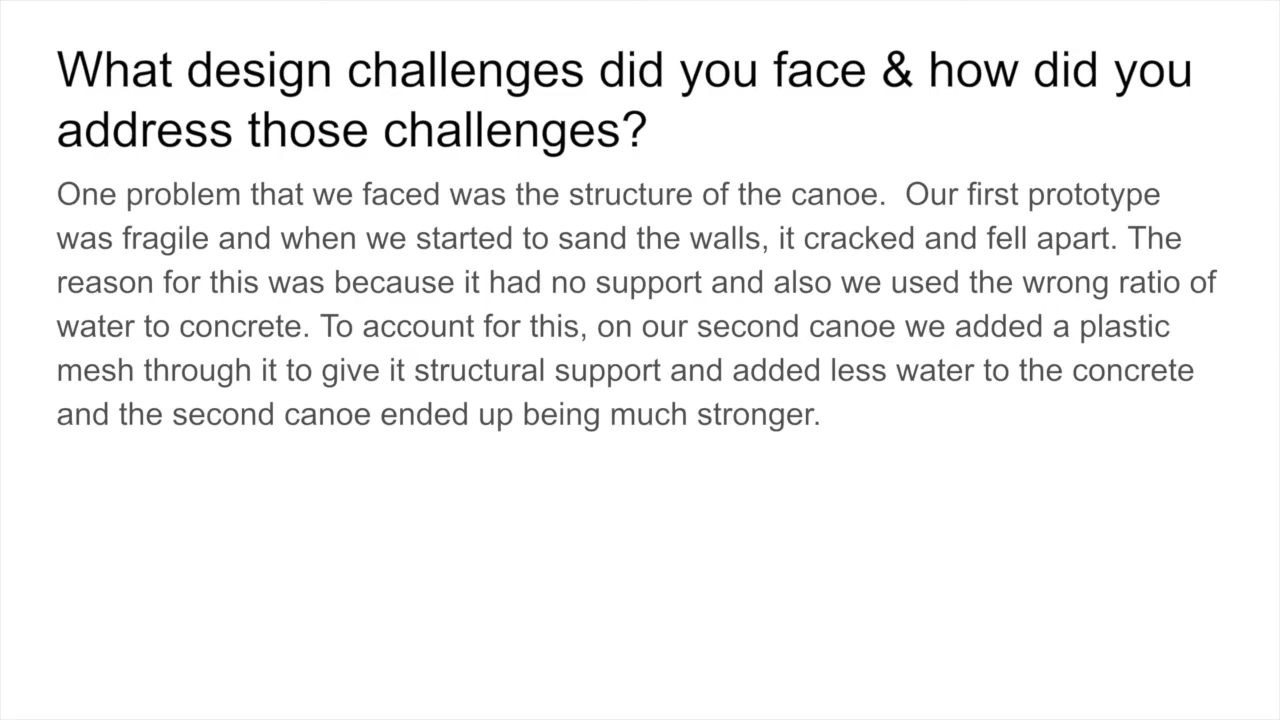 What design challenges did you face & how did you
address those challenges?
One problem that we faced was the structure of the canoe.  Our first prototype
was fragile and when we started to sand the walls, it cracked and fell apart. The
reason for this was because it had no support and also we used the wrong ratio of
water to concrete. To account for this, on our second canoe we added a plastic
mesh through it to give it structural support and added less water to the concrete
and the second canoe ended up being much stronger.